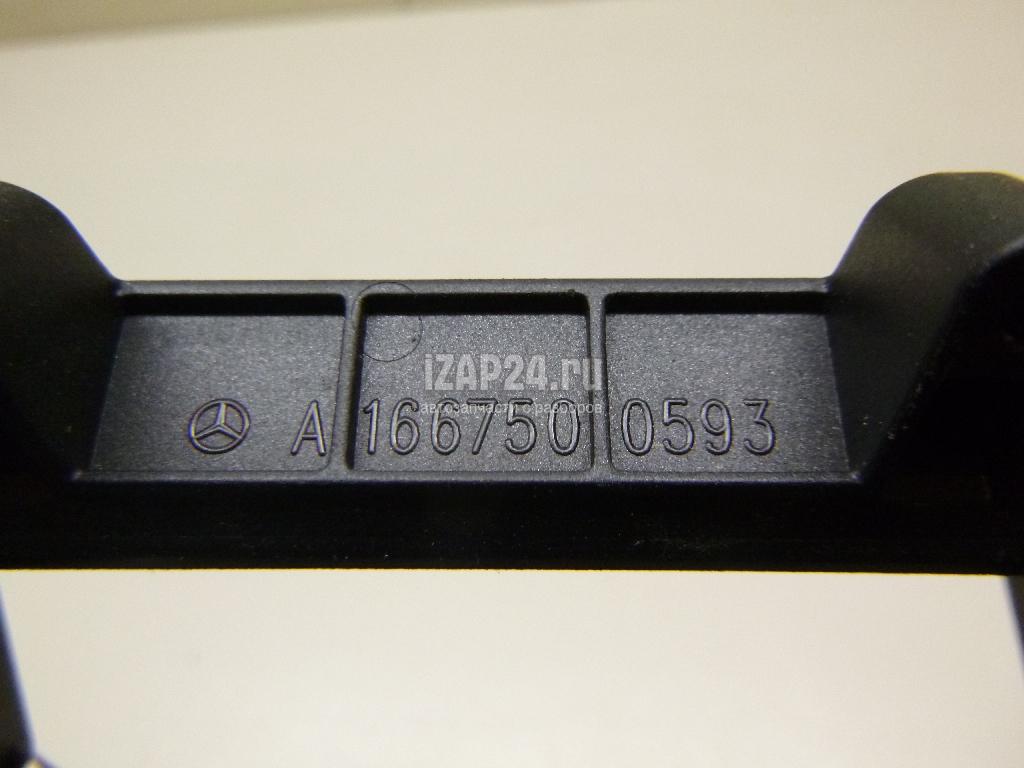 iZAP24.ru
автозапчасти с разборов
A 166750 0593